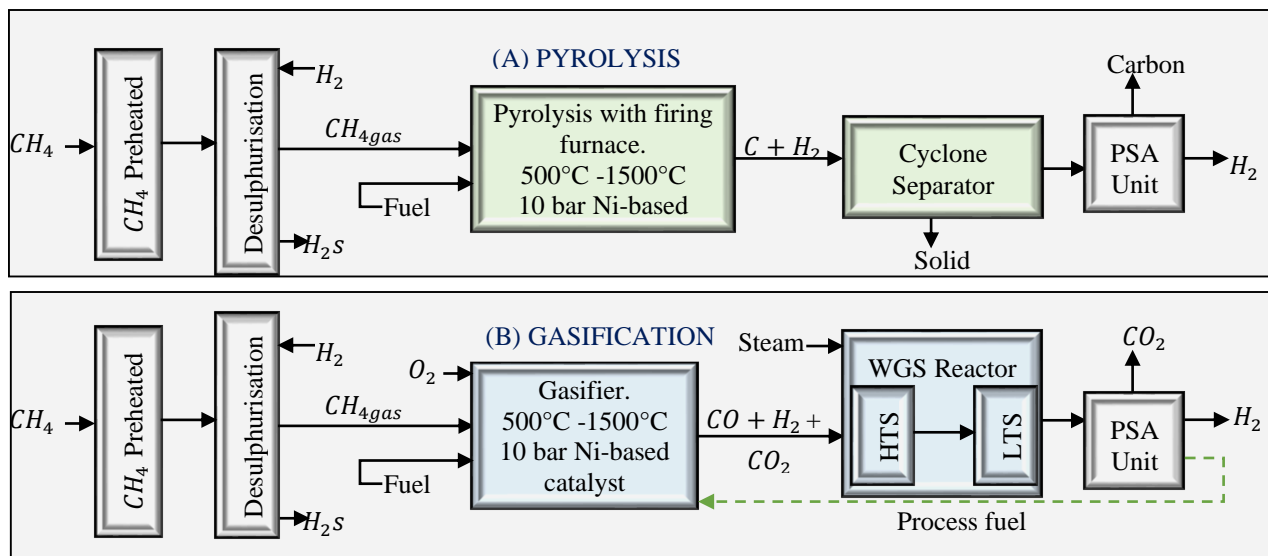 (A) PYROLYSIS
CH₄
CH₄ Preheated
Desulphurisation
H₂
H₂s
CH₄gas
Fuel
Pyrolysis with firing
furnace.
500°C -1500°C
10 bar Ni-based
C + H₂
Cyclone
Separator
Solid
Carbon
PSA
Unit
H₂
(B) GASIFICATION
CH₄
CH₄ Preheated
Desulphurisation
H₂
H₂s
O₂
CH₄gas
Fuel
Gasifier.
500°C -1500°C
10 bar Ni-based
catalyst
CO + H₂ +
CO₂
Steam
WGS Reactor
HTS
LTS
CO₂
PSA
Unit
H₂
Process fuel